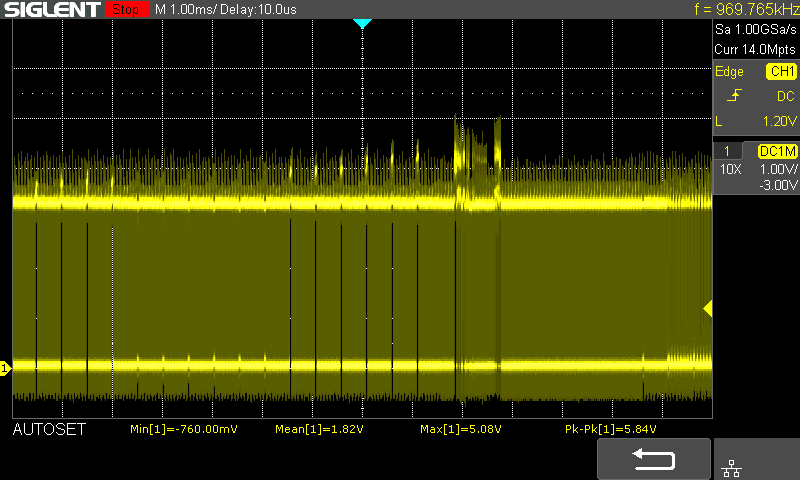 SIGLENT Stop M 1.00ms/ Delay:10.0us f = 969.765kHz
Sa 1.00GSa/s
Curr 14.0Mpts
Edge CH1
DC
L 1.20V
1 DC1M
10X 1.00V/
-3.00V
1
AUTOSET Min[1]=-760.00mV Mean[1]=1.82V Max[1]=5.08V Pk-Pk[1]=5.84V